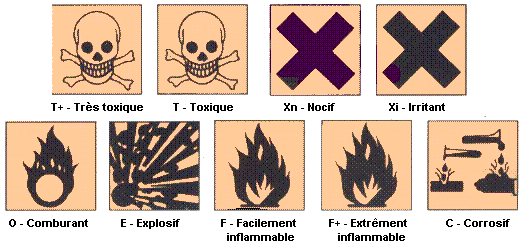 T+ - Très toxique
T - Toxique
Xn - Nocif
Xi - Irritant
O - Comburant
E - Explosif
F - Facilement
inflammable
F+ - Extrêment
inflammable
C - Corrosif